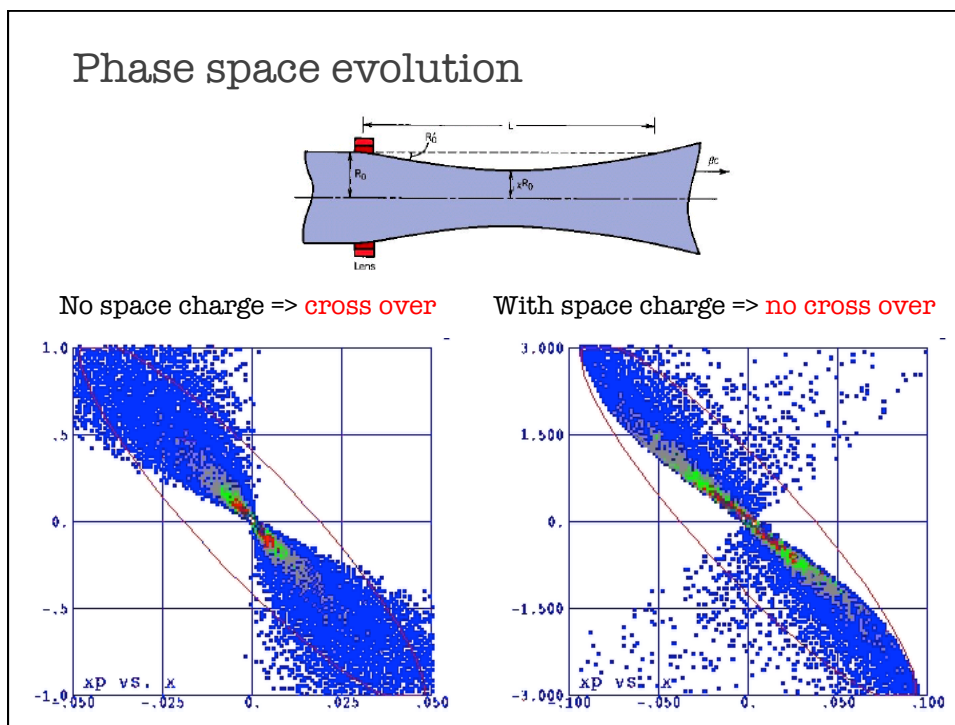 Phase space evolution
L
R₀'
R₀
xR₀
βc
Lens
No space charge => cross over
With space charge => no cross over
1.0
.5
0.
-.5
-1.0
-.050
-.025
0.
.025
.050
xp vs. x
3.000
1.500
0.
-1.500
-3.000
-.100
-.050
0.
.050
.100
xp vs. x